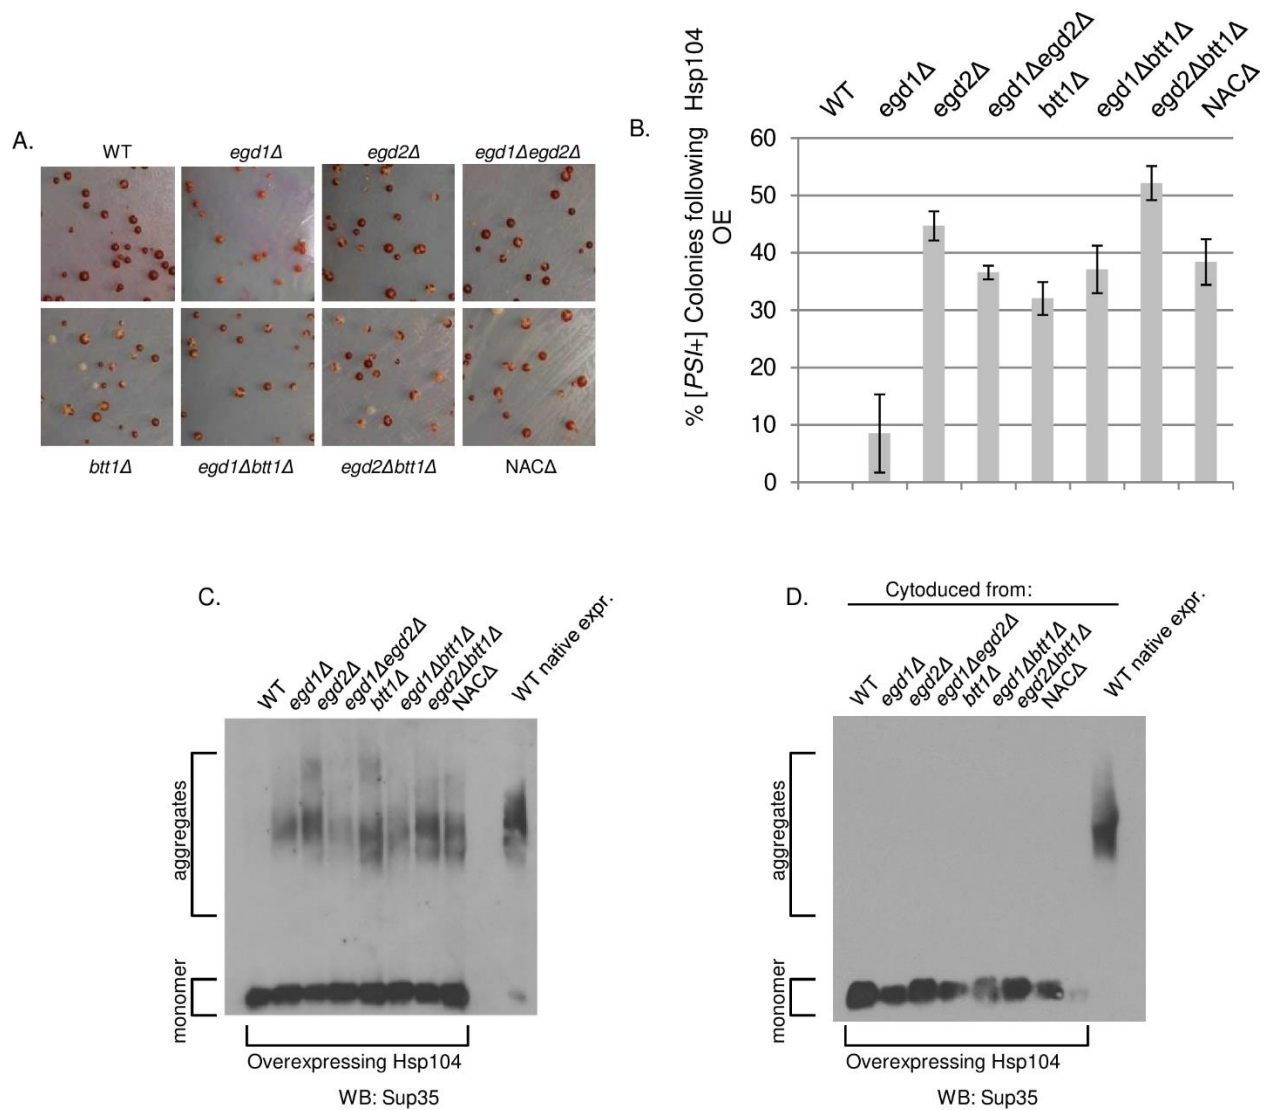 A.
WT
egd1Δ
egd2Δ
egd1Δegd2Δ
btt1Δ
egd1Δbtt1Δ
egd2Δbtt1Δ
NACΔ
B.
WT
egd1Δ
egd2Δ
egd1Δegd2Δ
btt1Δ
egd1Δbtt1Δ
egd2Δbtt1Δ
NACΔ
% [PSI+] Colonies following Hsp104
OE
60
50
40
30
20
10
0
C.
WT
egd1Δ
egd2Δ
egd1Δegd2Δ
btt1Δ
egd1Δbtt1Δ
egd2Δbtt1Δ
NACΔ
WT native expr.
aggregates
monomer
Overexpressing Hsp104
WB: Sup35
D.
Cytoduced from:
WT
egd1Δ
egd2Δ
egd1Δegd2Δ
btt1Δ
egd1Δbtt1Δ
egd2Δbtt1Δ
NACΔ
WT native expr.
aggregates
monomer
Overexpressing Hsp104
WB: Sup35